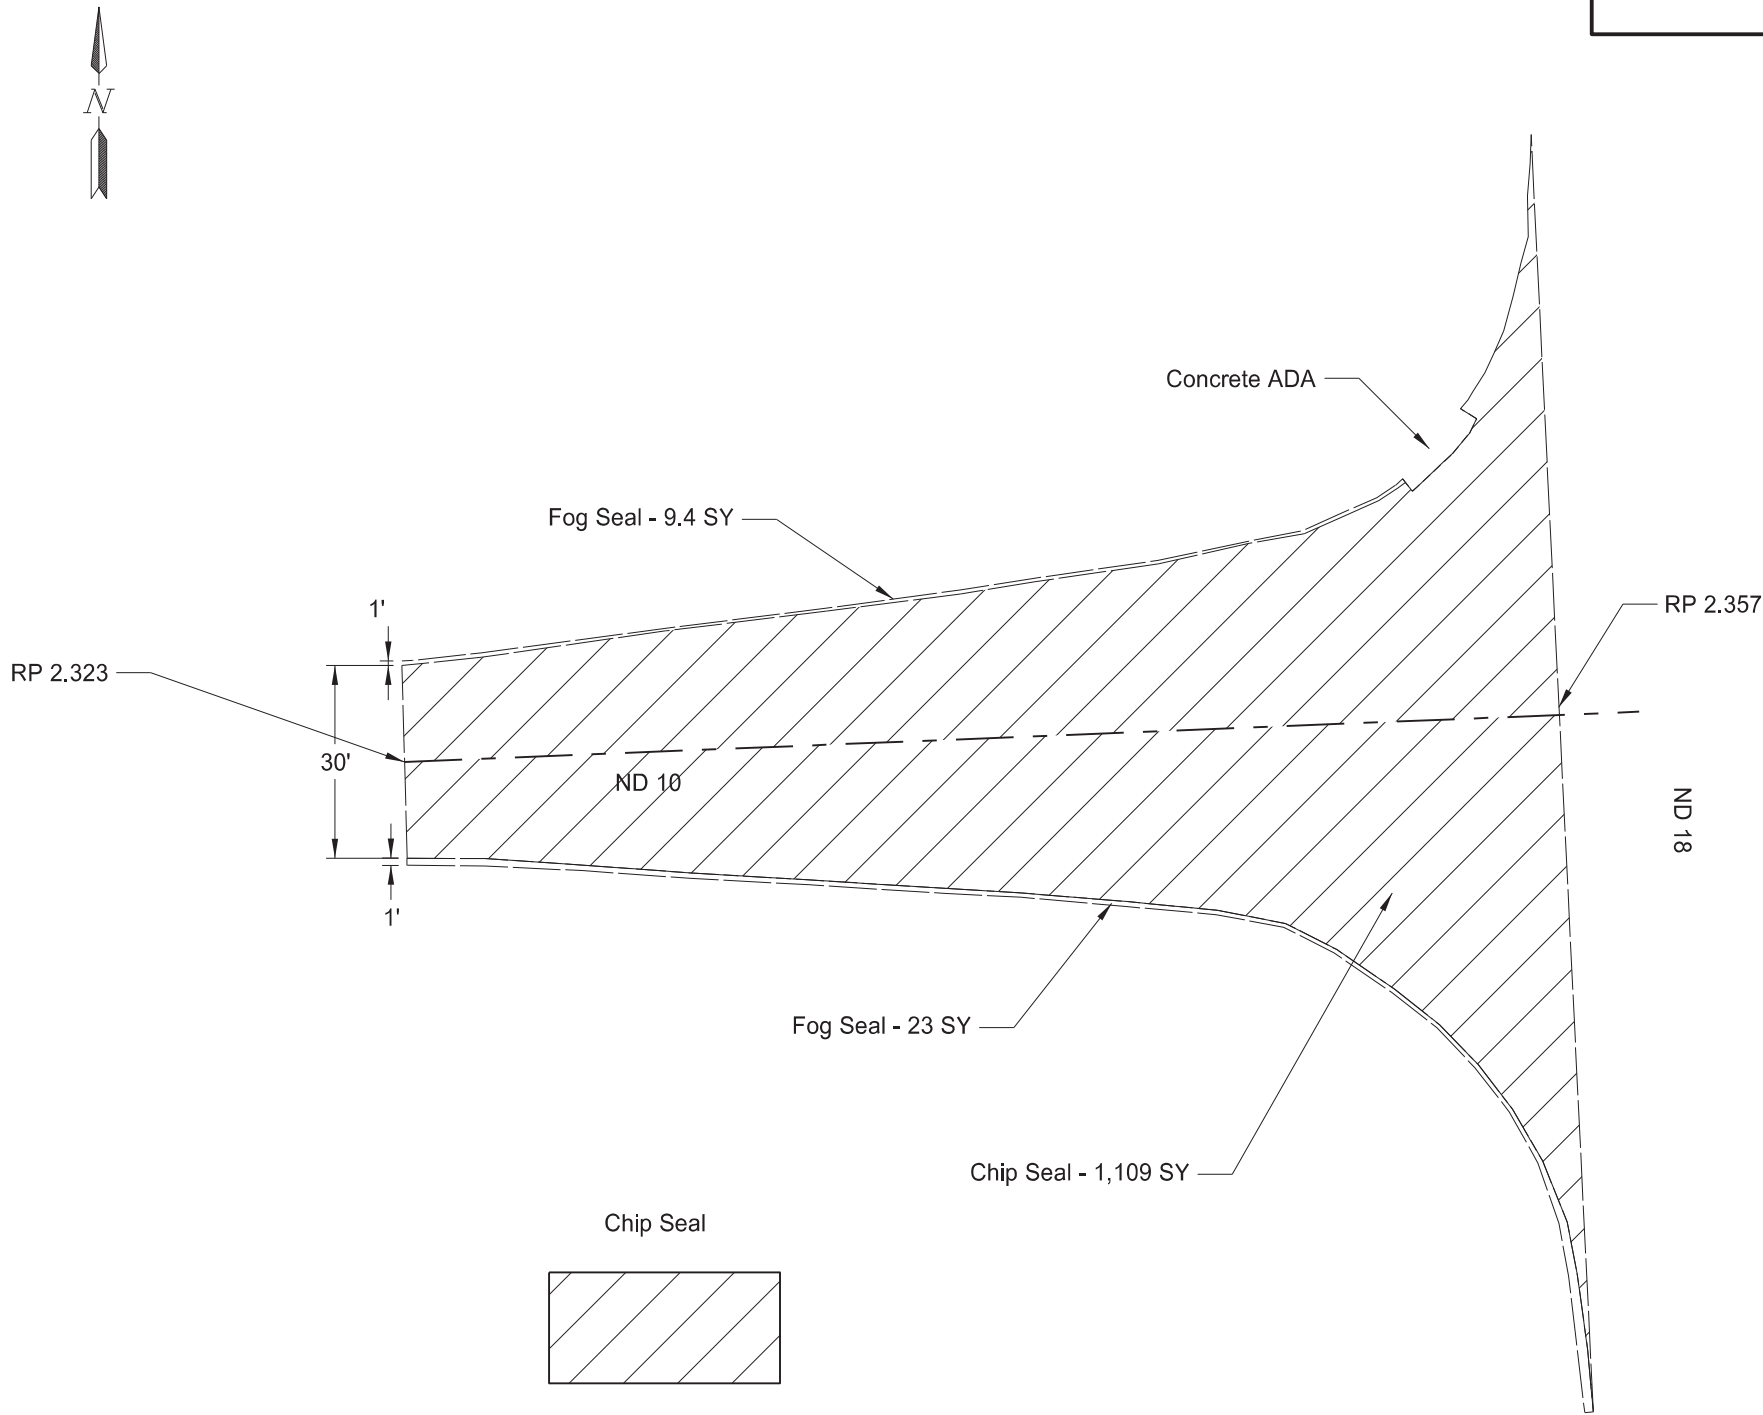 N
Concrete ADA
Fog Seal - 9.4 SY
1'
RP 2.357
RP 2.323
30'
ND 10
ND 18
1'
Fog Seal - 23 SY
Chip Seal - 1,109 SY
Chip Seal